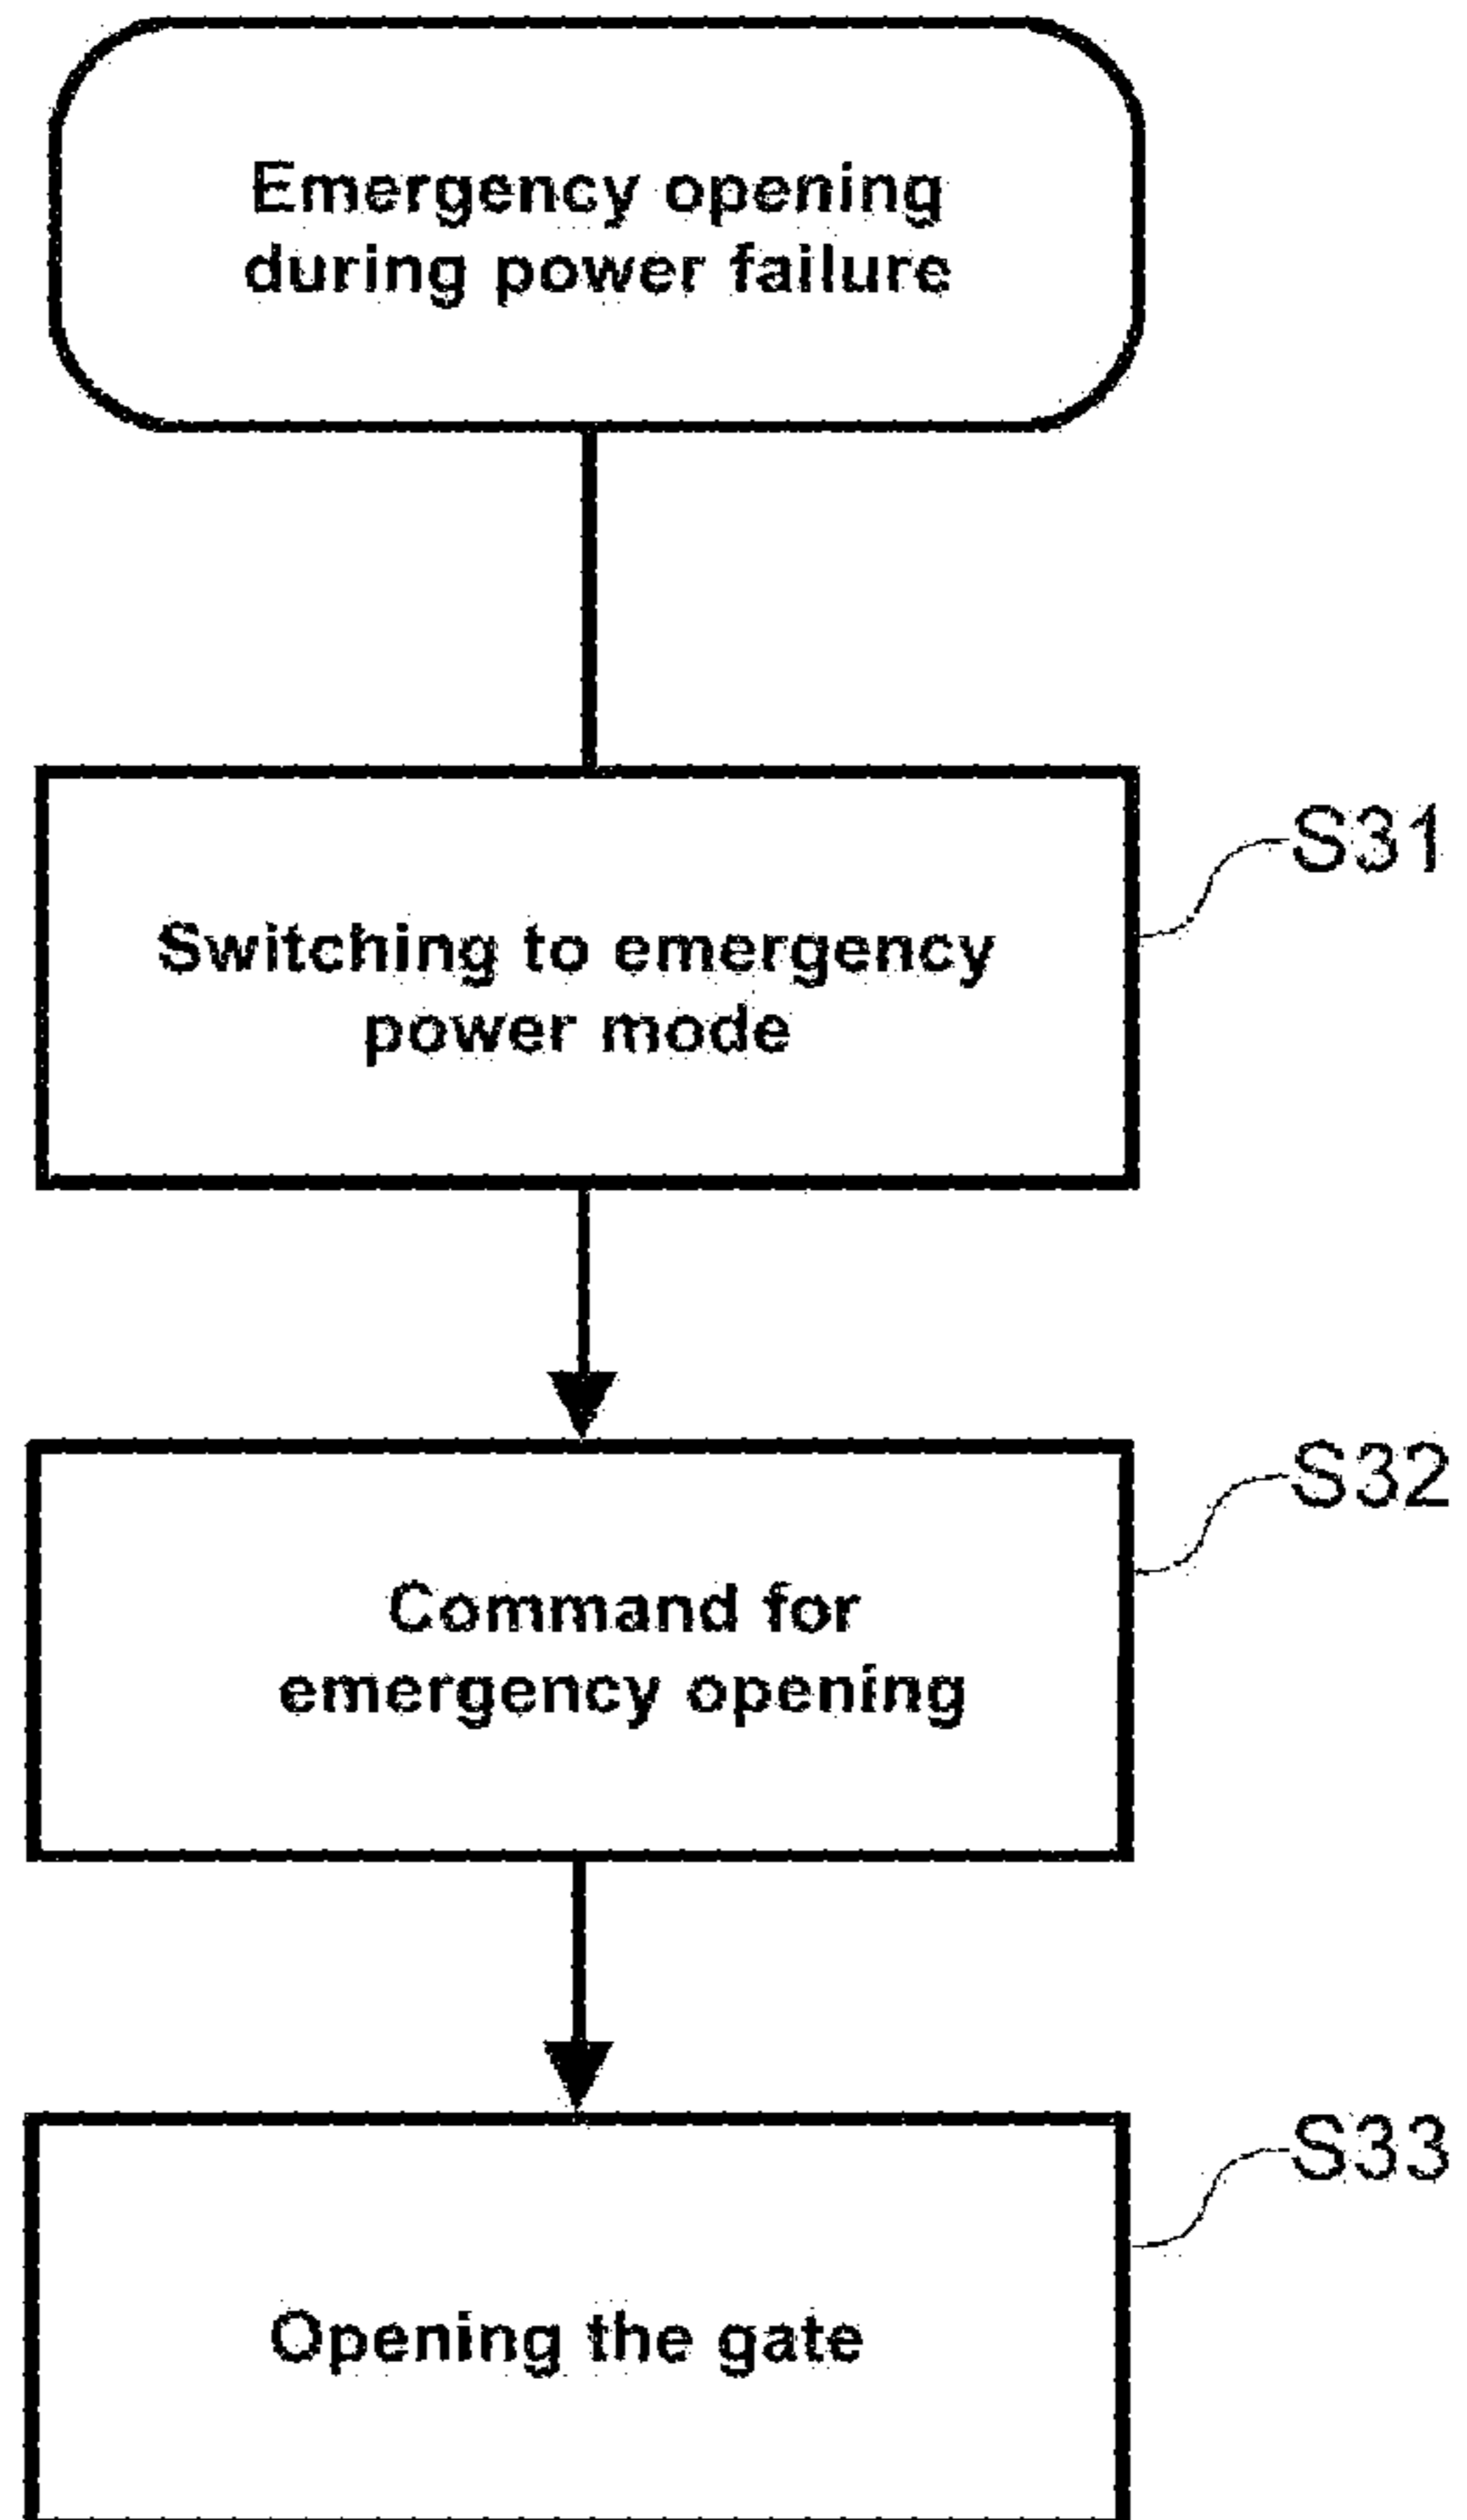 Emergency opening
during power failure
S31
Switching to emergency
power mode
S32
Command for
emergency opening
S33
Opening the gate